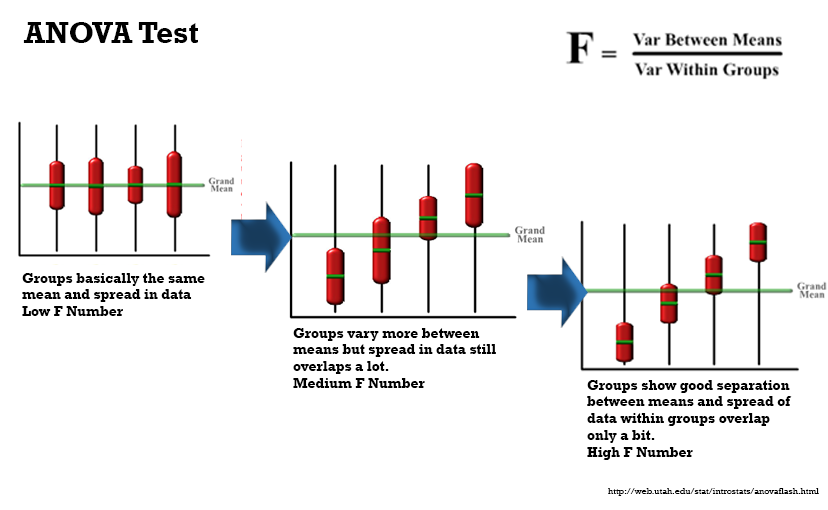 ANOVA Test
F = Var Between Means
Var Within Groups
Grand
Mean
Groups basically the same
mean and spread in data
Low F Number
Grand
Mean
Groups vary more between
means but spread in data still
overlaps a lot.
Medium F Number
Grand
Mean
Groups show good separation
between means and spread of
data within groups overlap
only a bit.
High F Number
http://web.utah.edu/stat/introstats/anovaflash.html